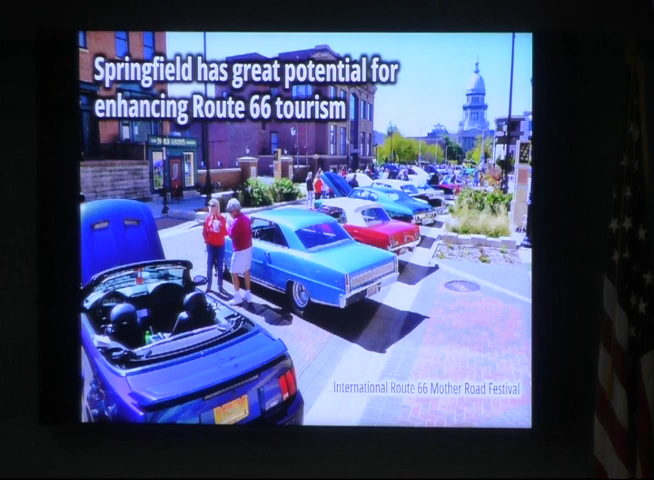 Springfield has great potential for
enhancing Route 66 tourism
International Route 66 Mother Road Festival